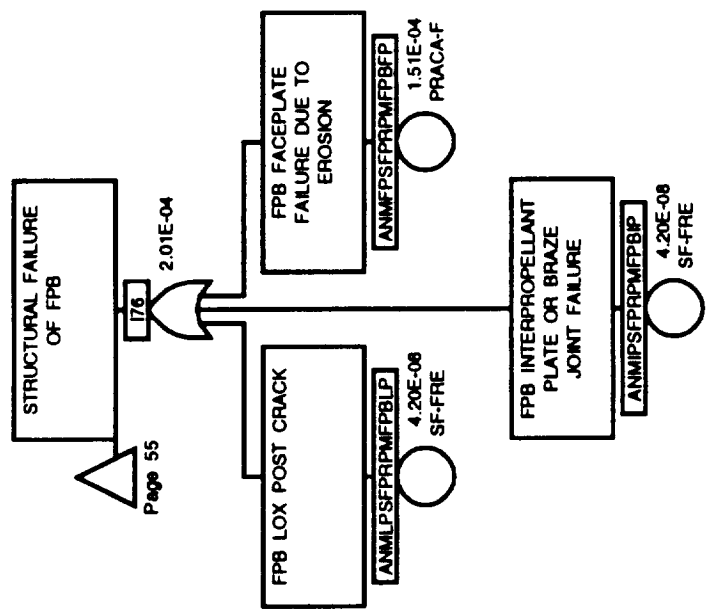 STRUCTURAL FAILURE
OF FPB
Page 55
I76
2.01E-04
FPB LOX POST CRACK
ANMLPSFPRPMFPBLP
4.20E-08
SF-FRE
FPB INTERPROPELLANT
PLATE OR BRAZE
JOINT FAILURE
ANMIPSFPRPMFPBIP
4.20E-08
SF-FRE
FPB FACEPLATE
FAILURE DUE TO
EROSION
ANMFPSFPRPMFPBFP
1.51E-04
PRACA-F